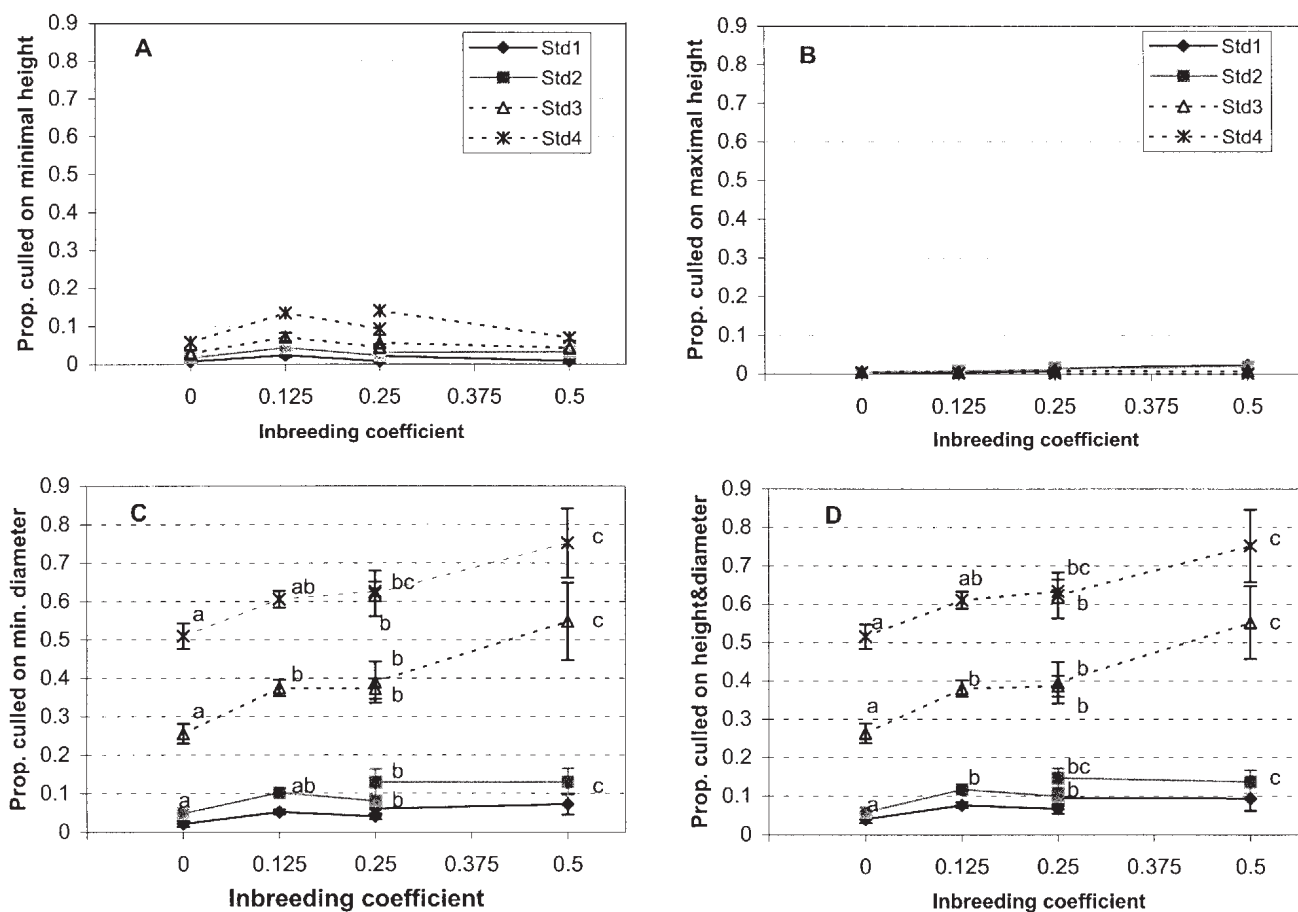 A
Std1
Std2
Std3
Std4
Prop. culled on minimal height
0.9
0.8
0.7
0.6
0.5
0.4
0.3
0.2
0.1
0
0 0.125 0.25 0.375 0.5
Inbreeding coefficient
B
Std1
Std2
Std3
Std4
Prop. culled on maximal height
0.9
0.8
0.7
0.6
0.5
0.4
0.3
0.2
0.1
0
0 0.125 0.25 0.375 0.5
Inbreeding coefficient
C
Prop. culled on min. diameter
0.9
0.8
0.7
0.6
0.5
0.4
0.3
0.2
0.1
0
a ab bc b c
a b b b c
a ab b b c
0 0.125 0.25 0.375 0.5
Inbreeding coefficient
D
Prop. culled on height&diameter
0.9
0.8
0.7
0.6
0.5
0.4
0.3
0.2
0.1
0
a ab bc b c
a b b b c
a b bc b c
0 0.125 0.25 0.375 0.5
Inbreeding coefficient